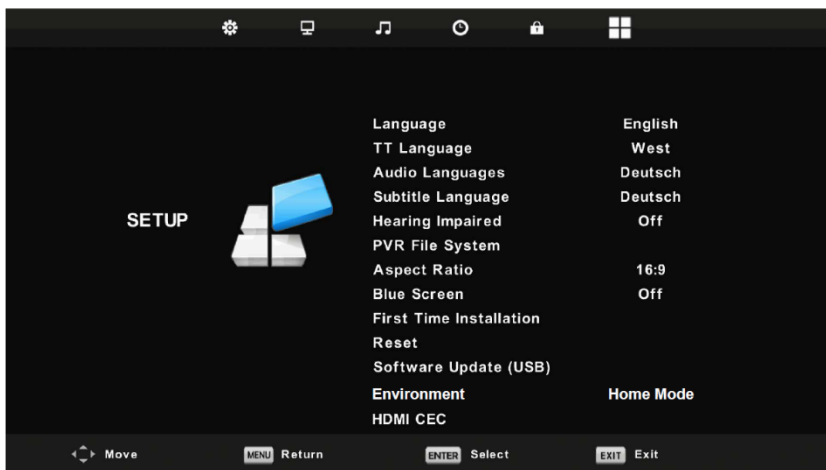 Language English
TT Language West
Audio Languages Deutsch
Subtitle Language Deutsch
SETUP Hearing Impaired Off
PVR File System
Aspect Ratio 16:9
Blue Screen Off
First Time Installation
Reset
Software Update (USB)
Environment Home Mode
HDMI CEC
Move MENU Return ENTER Select EXIT Exit